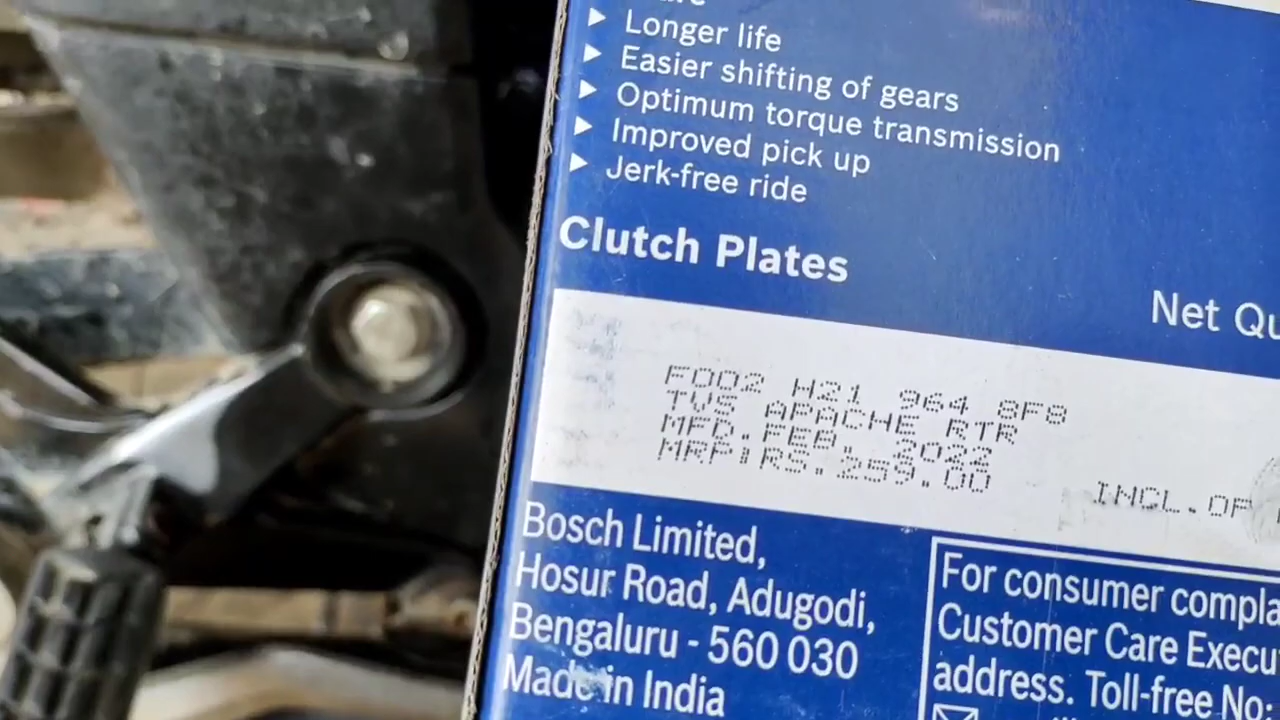 Longer life
Easier shifting of gears
Optimum torque transmission
Improved pick up
Jerk-free ride
Clutch Plates
Net Qu
F002 H21 964 8F8
TVS APACHE RTR
MFD.FEB, 2022
MRP:RS.259.00
INCL.OF
Bosch Limited,
Hosur Road, Adugodi,
Bengaluru - 560 030
Made in India
For consumer compla
Customer Care Execu
address. Toll-free No: